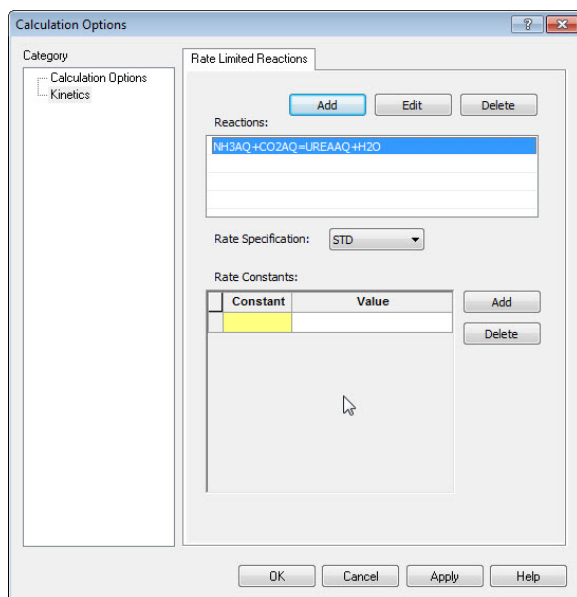 Calculation Options
Category
Calculation Options
Kinetics
Rate Limited Reactions
Add Edit Delete
Reactions:
NH3AQ+CO2AQ=UREAAQ+H2O
Rate Specification: STD
Rate Constants:
Constant Value
Add
Delete
OK Cancel Apply Help